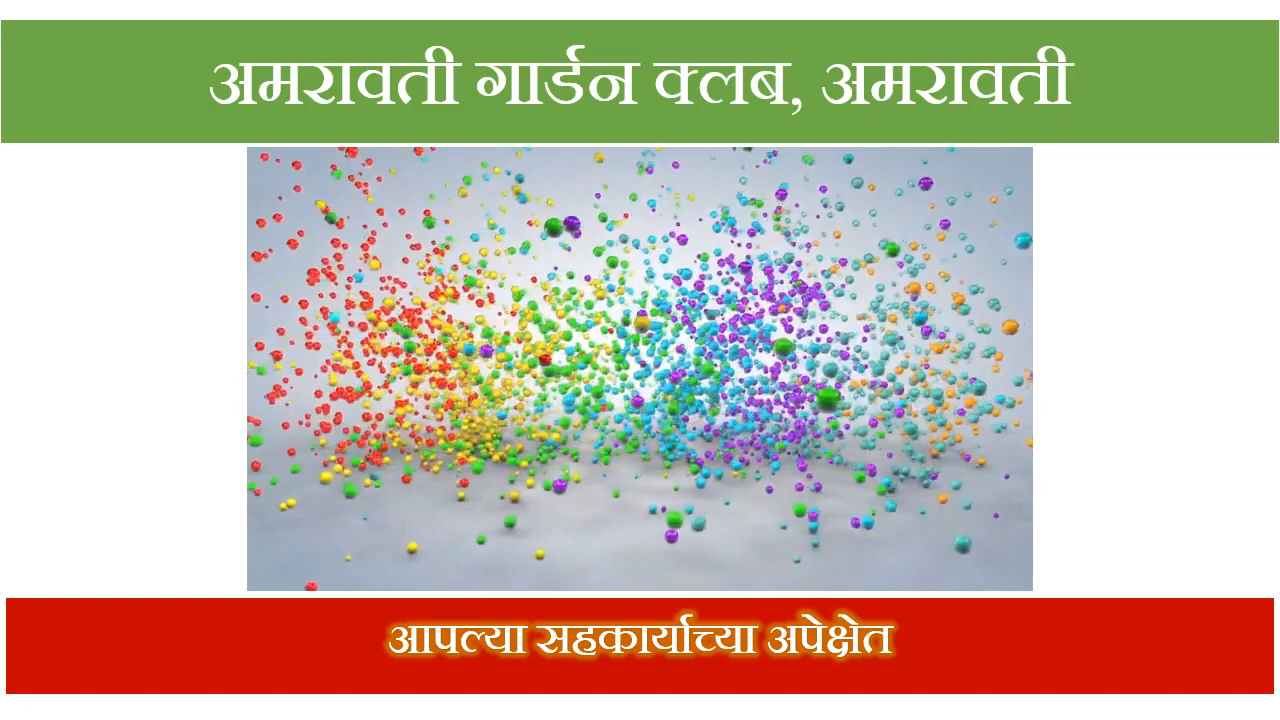 अमरावती गार्डन क्लब, अमरावती
आपल्या सहकार्याच्या अपेक्षेत